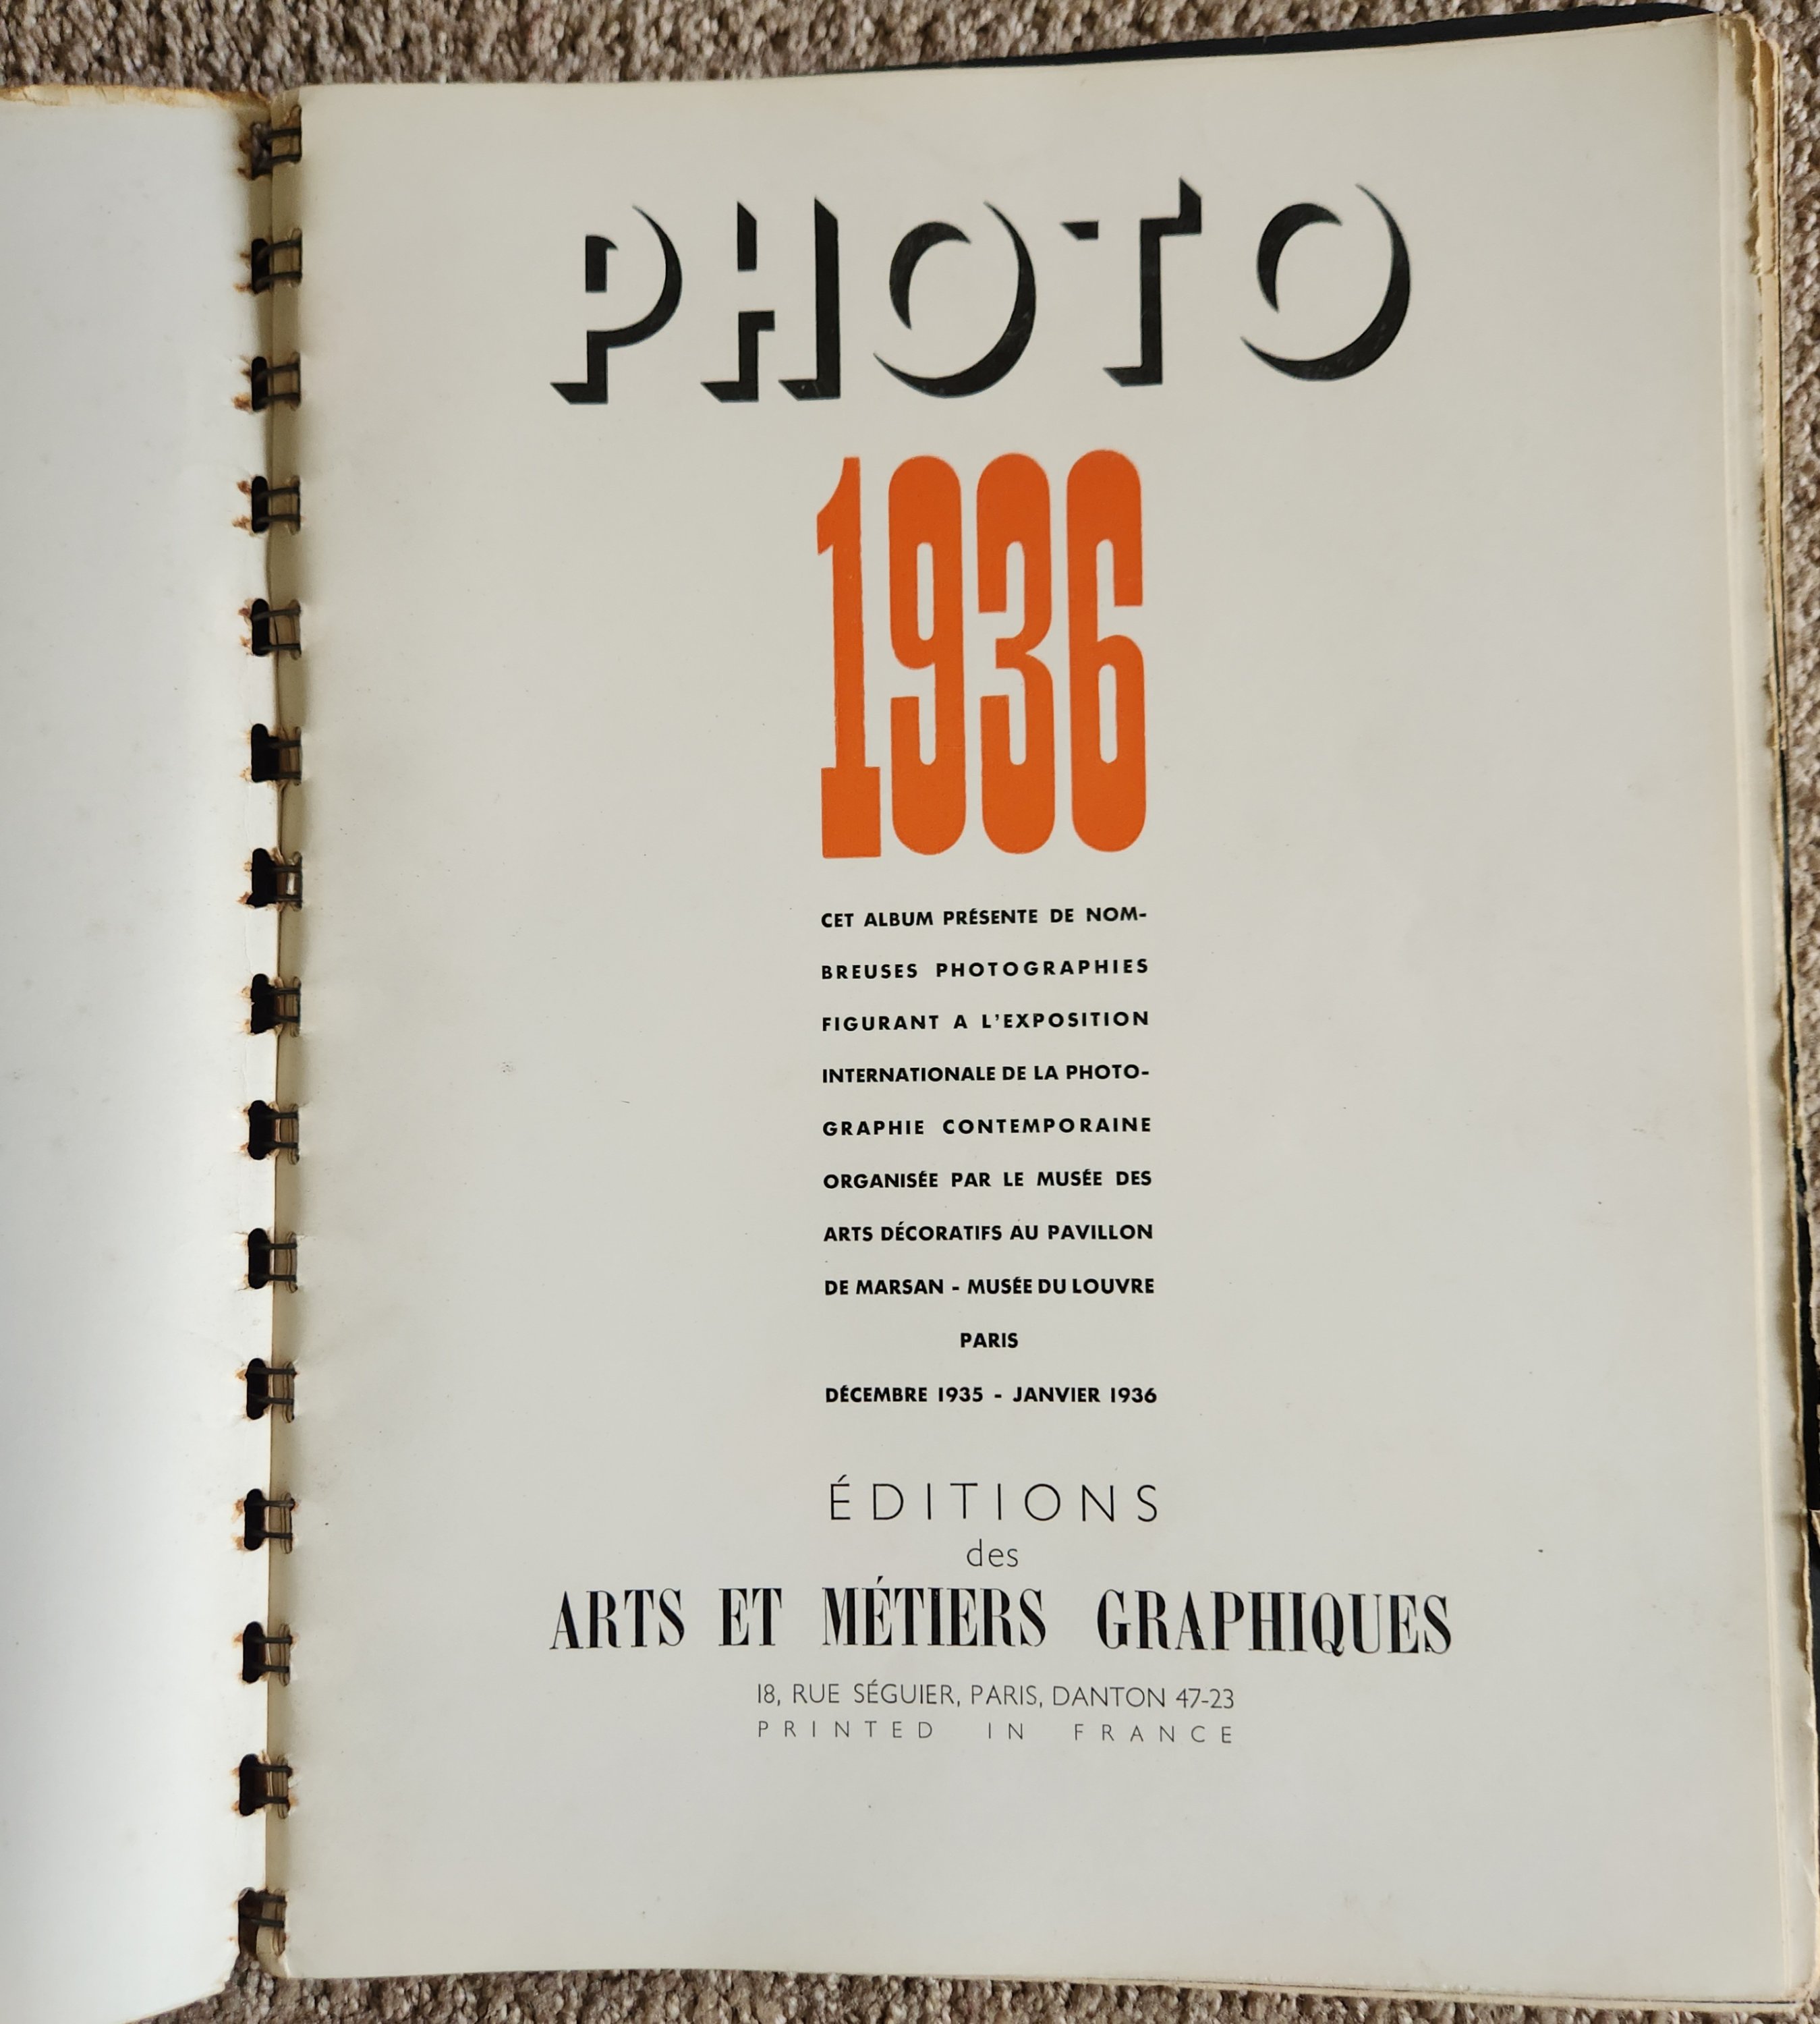 PHOTO
1936
CET ALBUM PRÉSENTE DE NOM-
BREUSES PHOTOGRAPHIES
FIGURANT A L'EXPOSITION
INTERNATIONALE DE LA PHOTO-
GRAPHIE CONTEMPORAINE
ORGANISÉE PAR LE MUSÉE DES
ARTS DÉCORATIFS AU PAVILLON
DE MARSAN - MUSÉE DU LOUVRE
PARIS
DÉCEMBRE 1935 - JANVIER 1936
ÉDITIONS
des
ARTS ET MÉTIERS GRAPHIQUES
18, RUE SÉGUIER, PARIS, DANTON 47-23
PRINTED IN FRANCE